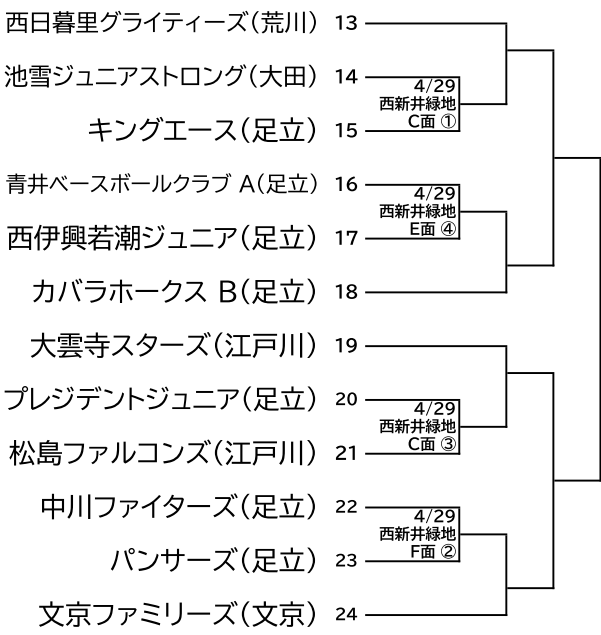 西日暮里グライティーズ(荒川) 13
池雪ジュニアストロング(大田) 14
4/29
西新井緑地
C面 ①
キングエース(足立) 15
青井ベースボールクラブ A(足立) 16
4/29
西新井緑地
E面 ④
西伊興若潮ジュニア(足立) 17
カバラホークス B(足立) 18
大雲寺スターズ(江戸川) 19
プレジデントジュニア(足立) 20
4/29
西新井緑地
C面 ③
松島ファルコンズ(江戸川) 21
中川ファイターズ(足立) 22
4/29
西新井緑地
F面 ②
パンサーズ(足立) 23
文京ファミリーズ(文京) 24